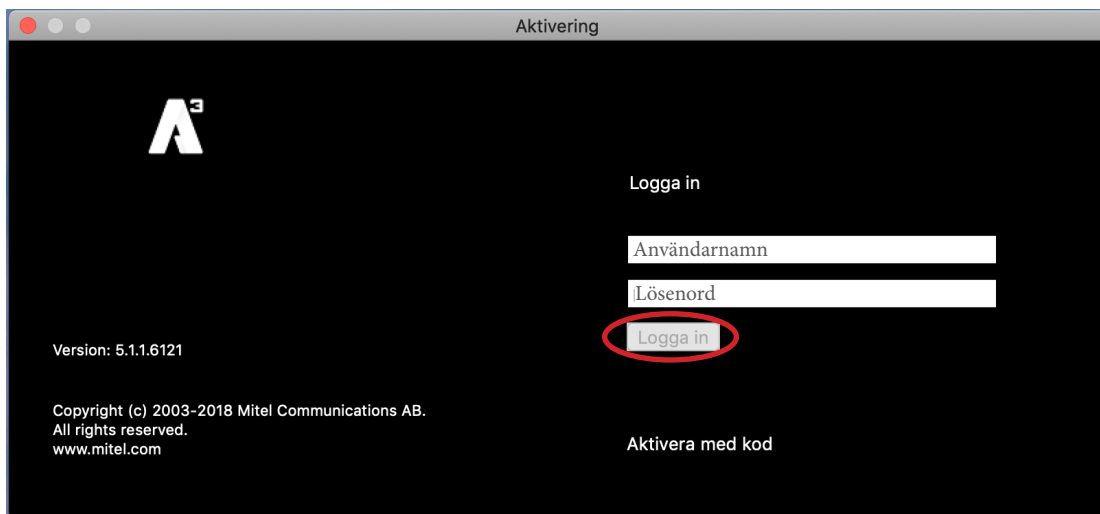 Aktivering
A3
Logga in
Användarnamn
Lösenord
Logga in
Version: 5.1.1.6121
Copyright (c) 2003-2018 Mitel Communications AB.
All rights reserved.
www.mitel.com
Aktivera med kod